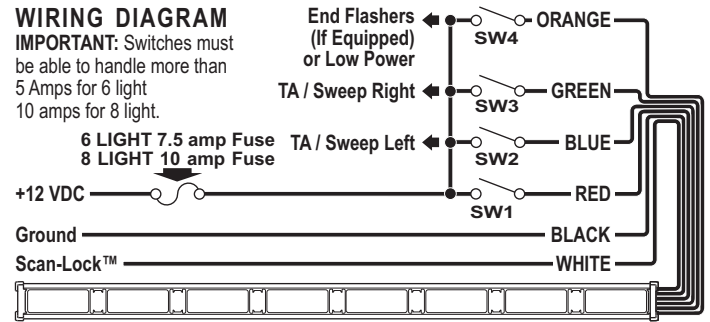 WIRING DIAGRAM
IMPORTANT: Switches must
be able to handle more than
5 Amps for 6 light
10 amps for 8 light.
6 LIGHT 7.5 amp Fuse
8 LIGHT 10 amp Fuse
End Flashers
(If Equipped)
or Low Power
SW4
ORANGE
TA / Sweep Right
SW3
GREEN
TA / Sweep Left
SW2
BLUE
+12 VDC
SW1
RED
Ground
BLACK
Scan-Lock™
WHITE